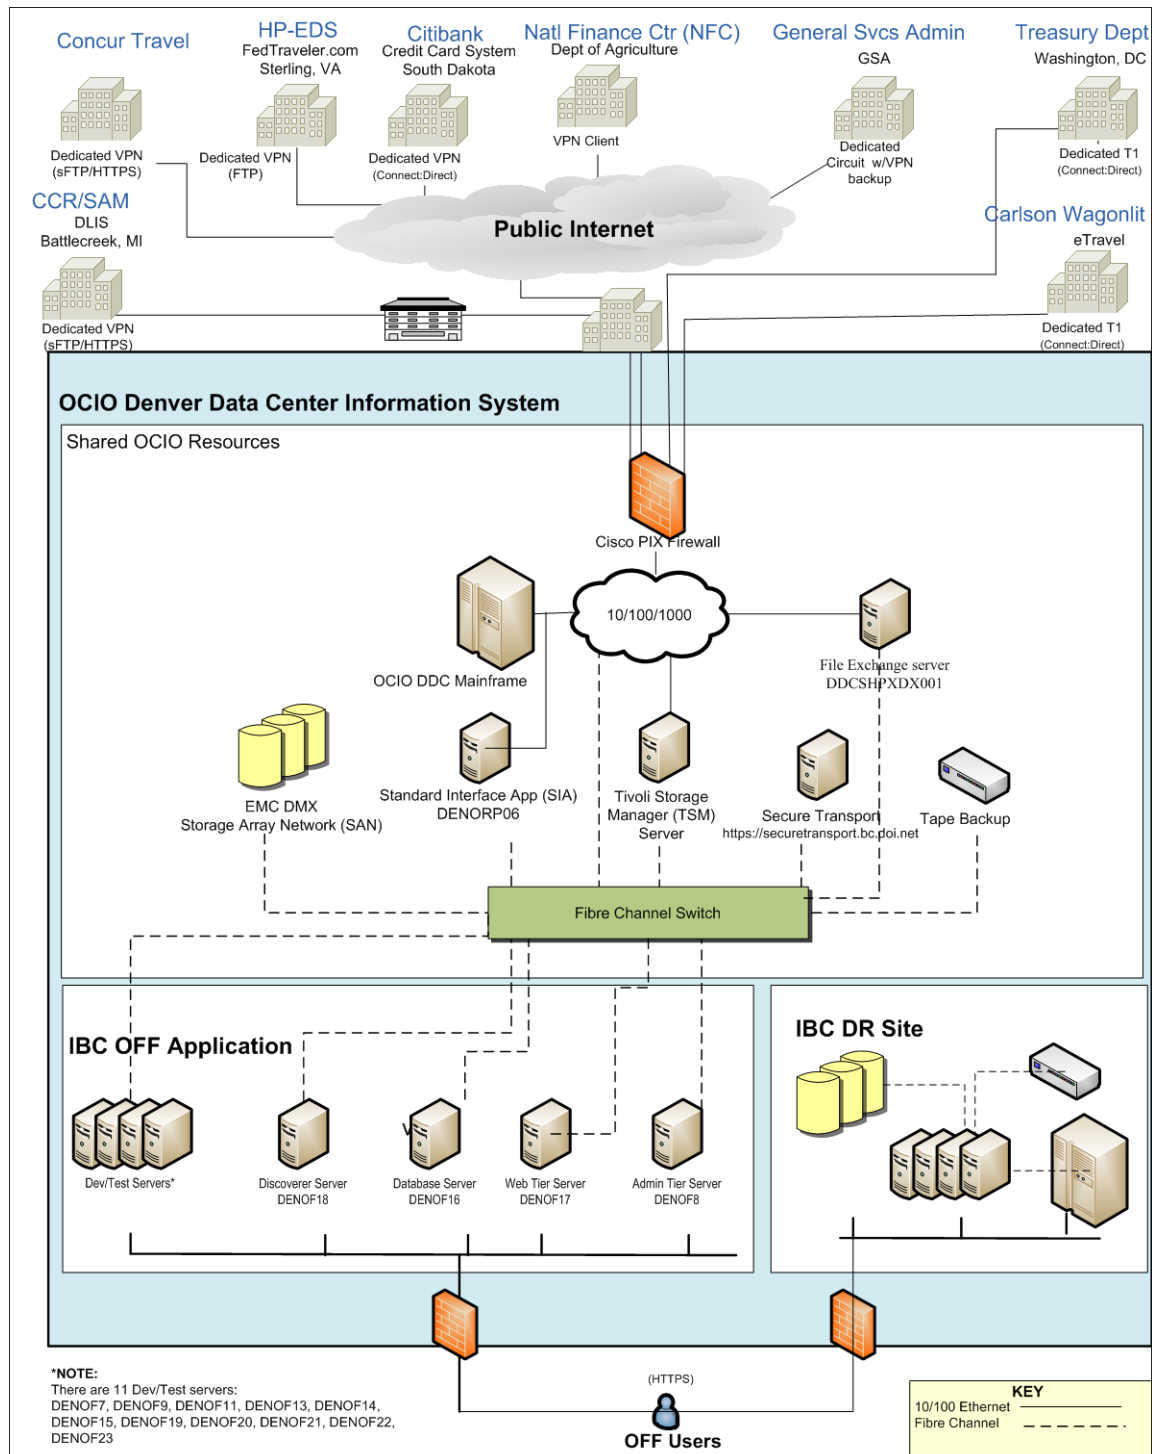 Concur Travel
HP-EDS
FedTraveler.com
Sterling, VA
Citibank
Credit Card System
South Dakota
Natl Finance Ctr (NFC)
Dept of Agriculture
General Svcs Admin
GSA
Treasury Dept
Washington, DC
Dedicated VPN
(sFTP/HTTPS)
Dedicated VPN
(FTP)
Dedicated VPN
(Connect:Direct)
VPN Client
Dedicated
Circuit w/VPN
backup
Dedicated T1
(Connect:Direct)
CCR/SAM
DLIS
Battlecreek, MI
Public Internet
Carlson Wagonlit
eTravel
Dedicated VPN
(sFTP/HTTPS)
Dedicated T1
(Connect:Direct)
OCIO Denver Data Center Information System
Shared OCIO Resources
Cisco PIX Firewall
10/100/1000
OCIO DDC Mainframe
File Exchange server
DDCSHPXDX001
EMC DMX
Storage Array Network (SAN)
Standard Interface App (SIA)
DENORP06
Tivoli Storage
Manager (TSM)
Server
Secure Transport
https://securetransport.bc.doi.net
Tape Backup
Fibre Channel Switch
IBC OFF Application
IBC DR Site
V
Dev/Test Servers*
Discoverer Server
DENOF18
Database Server
DENOF16
Web Tier Server
DENOF17
Admin Tier Server
DENOF8
*NOTE:
There are 11 Dev/Test servers:
DENOF7, DENOF9, DENOF11, DENOF13, DENOF14,
DENOF15, DENOF19, DENOF20, DENOF21, DENOF22,
DENOF23
(HTTPS)
OFF Users
KEY
10/100 Ethernet
Fibre Channel